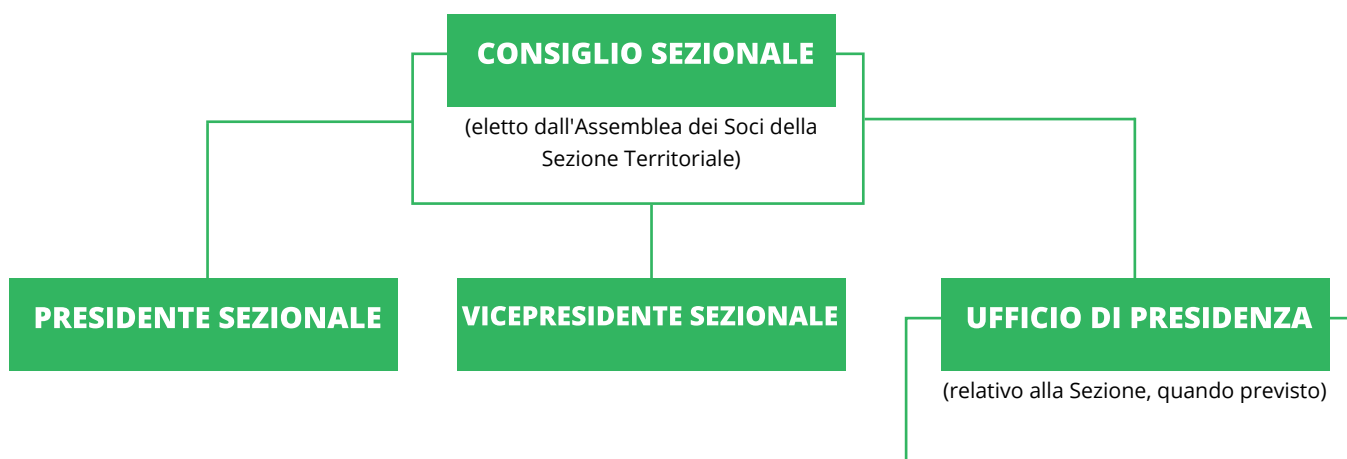 CONSIGLIO SEZIONALE
(eletto dall'Assemblea dei Soci della
Sezione Territoriale)
PRESIDENTE SEZIONALE
VICEPRESIDENTE SEZIONALE
UFFICIO DI PRESIDENZA
(relativo alla Sezione, quando previsto)